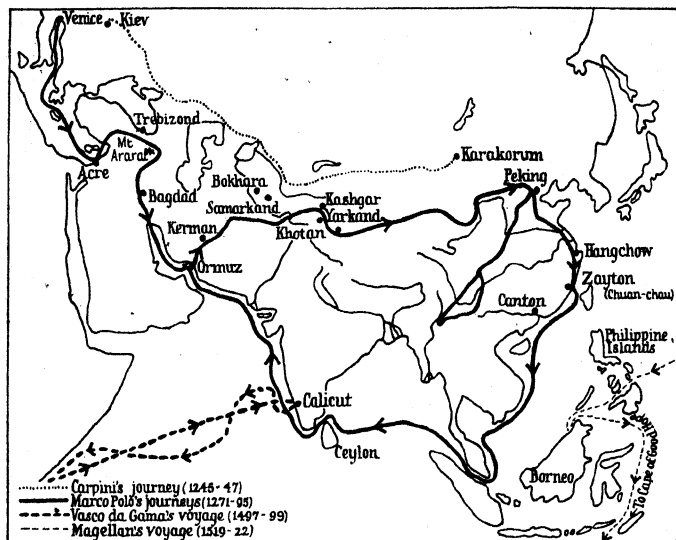 Venice
Kiev
Trebizond
Mt
Ararat
Acre
Karakorum
Bokhara
Kashgar
Peking
Bagdad
Samarkand
Yarkand
Kerman
Khotan
Hangchow
Ormuz
Zayton
(Chuan-chau)
Canton
Philippine
Islands
Calicut
To Cape of Good Hope
Ceylon
Borneo
Carpini's journey (1245-47)
Marco Polo's journeys (1271-95)
Vasco da Gama's voyage (1497-99)
Magellan's voyage (1519-22)